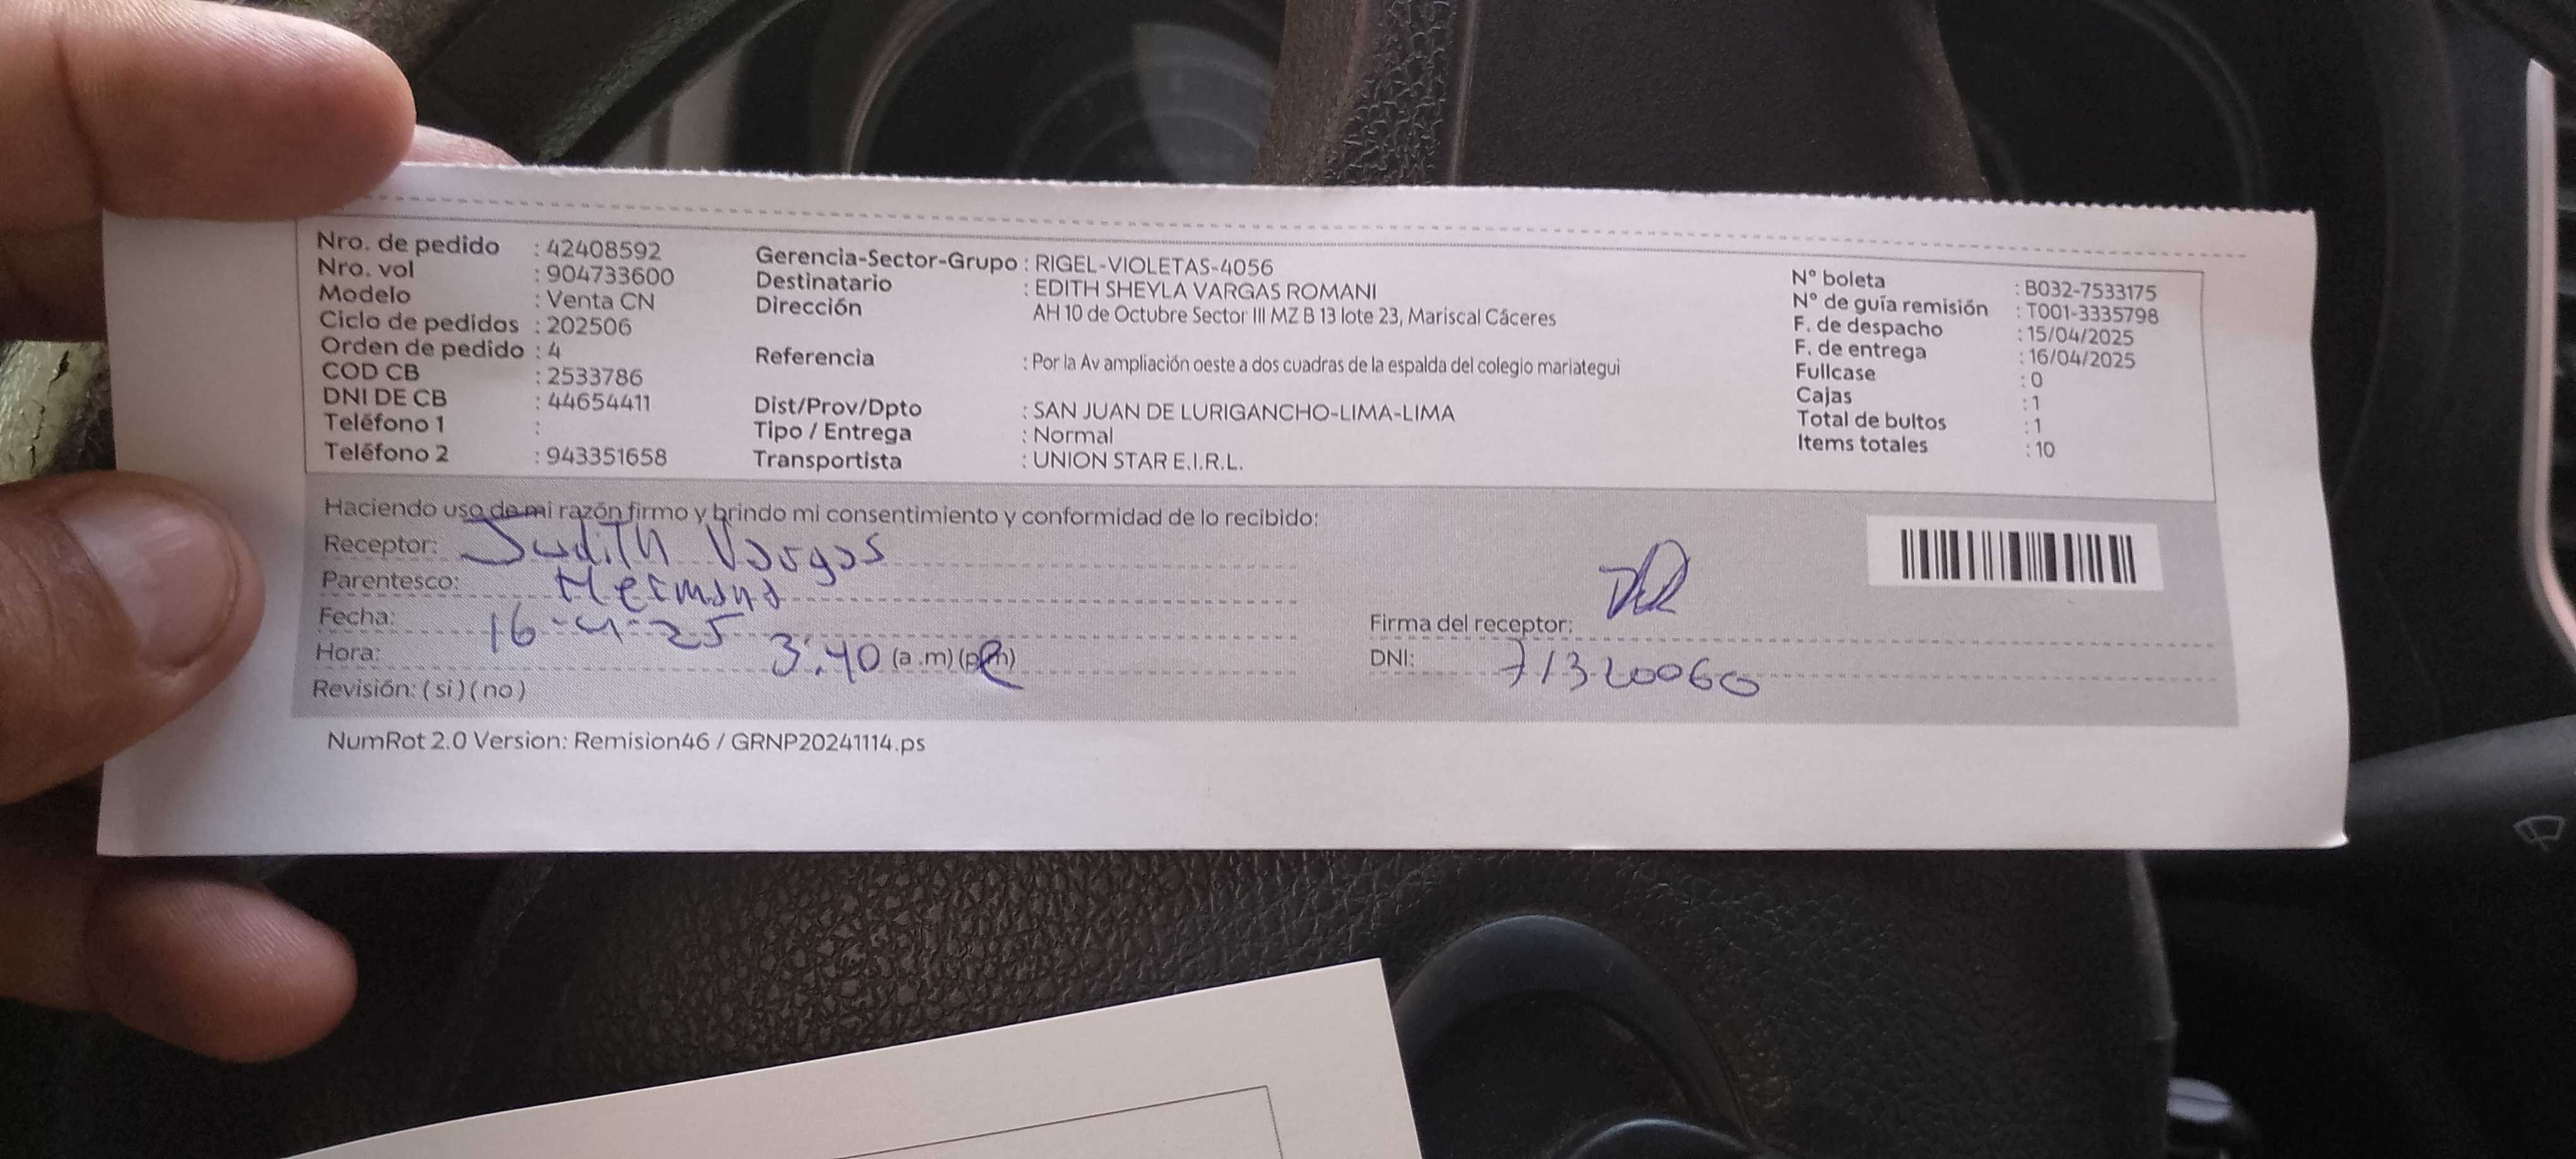 Nro. de pedido : 42408592
Nro. vol : 904733600
Modelo : Venta CN
Ciclo de pedidos : 202506
Orden de pedido : 4
COD CB : 2533786
DNI DE CB : 44654411
Teléfono 1 :
Teléfono 2 : 943351658
Gerencia-Sector-Grupo : RIGEL-VIOLETAS-4056
Destinatario : EDITH SHEYLA VARGAS ROMANI
Dirección
AH 10 de Octubre Sector III MZ B 13 lote 23, Mariscal Cáceres
Referencia : Por la Av ampliación oeste a dos cuadras de la espalda del colegio mariategui
Dist/Prov/Dpto : SAN JUAN DE LURIGANCHO-LIMA-LIMA
Tipo / Entrega : Normal
Transportista : UNION STAR E.I.R.L.
N° boleta : B032-7533175
N° de guía remisión : T001-3335798
F. de despacho : 15/04/2025
F. de entrega : 16/04/2025
Fullcase : 0
Cajas : 1
Total de bultos : 1
Items totales : 10
Haciendo uso de mi razón firmo y brindo mi consentimiento y conformidad de lo recibido:
Receptor: Judith Vargas
Parentesco: Hermana
Fecha: 16-4-25
Hora: 3:40 (a .m) (p.m)
Revisión: ( si ) ( no )
Firma del receptor:
DNI: 71320060
NumRot 2.0 Version: Remision46 / GRNP20241114.ps